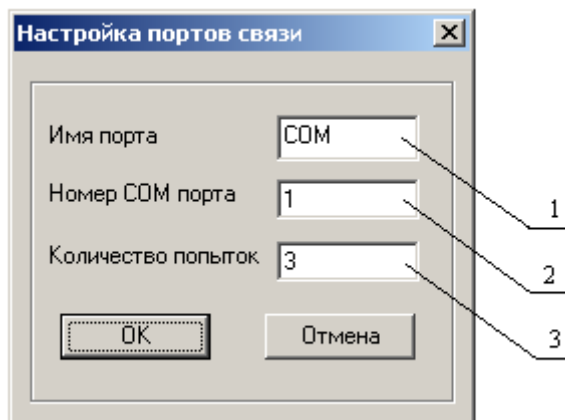 Настройка портов связи
Имя порта COM
Номер COM порта 1
1
Количество попыток 3
2
OK Отмена
3